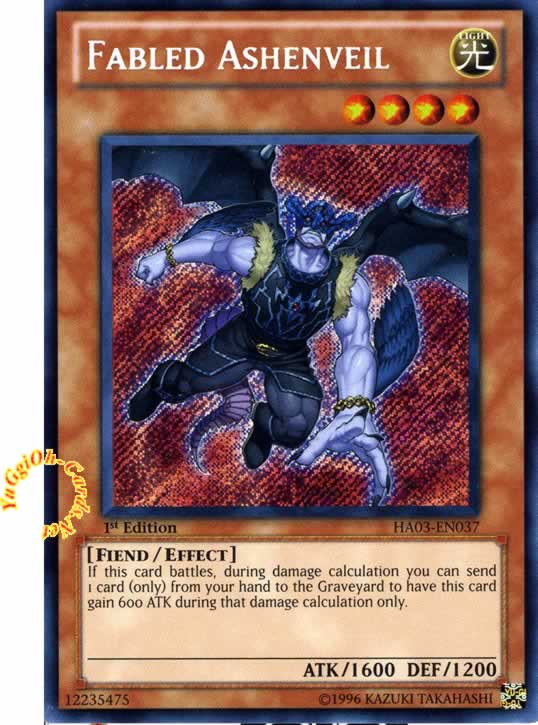 FABLED ASHENVEIL
LIGHT
光
YuGgiOh-Cards.Net
1st Edition
HA03-EN037
[FIEND / EFFECT]
If this card battles, during damage calculation you can send
1 card (only) from your hand to the Graveyard to have this card
gain 600 ATK during that damage calculation only.
ATK/1600 DEF/1200
12235475
©1996 KAZUKI TAKAHASHI